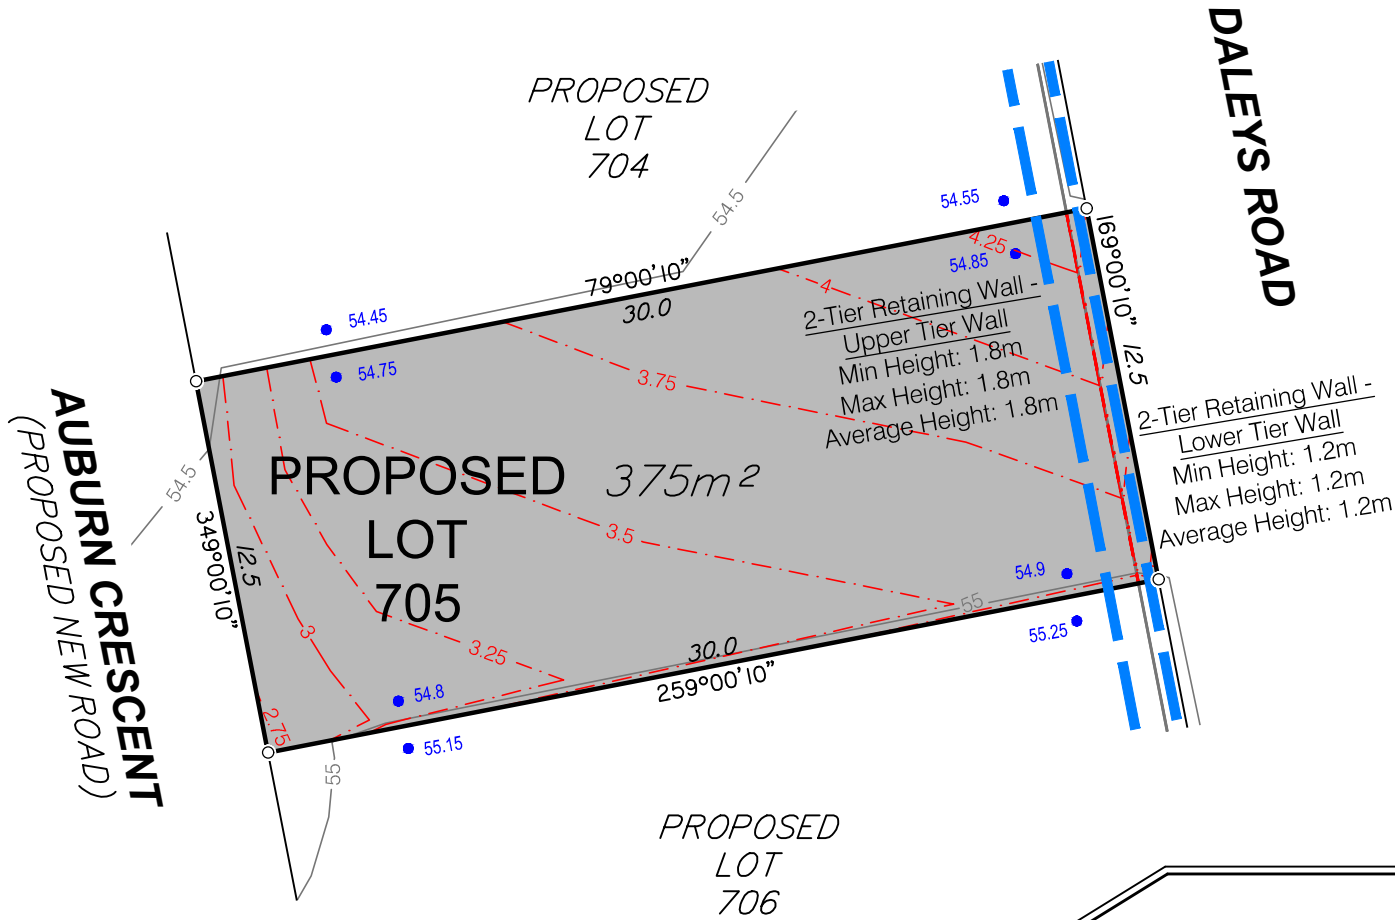 DALEYS ROAD
PROPOSED
LOT
704
54.5
54.55
4.25
54.85
169°00'10"
12.5
79°00'10"
30.0
54.45
54.75
4
2-Tier Retaining Wall -
Upper Tier Wall
Min Height: 1.8m
Max Height: 1.8m
Average Height: 1.8m
3.75
2-Tier Retaining Wall -
Lower Tier Wall
Min Height: 1.2m
Max Height: 1.2m
Average Height: 1.2m
AUBURN CRESCENT
(PROPOSED NEW ROAD)
54.5
349°00'10"
12.5
PROPOSED
LOT
705
375m²
3.5
54.9
55
55.25
3
3.25
30.0
259°00'10"
54.8
2.75
55.15
55
PROPOSED
LOT
706